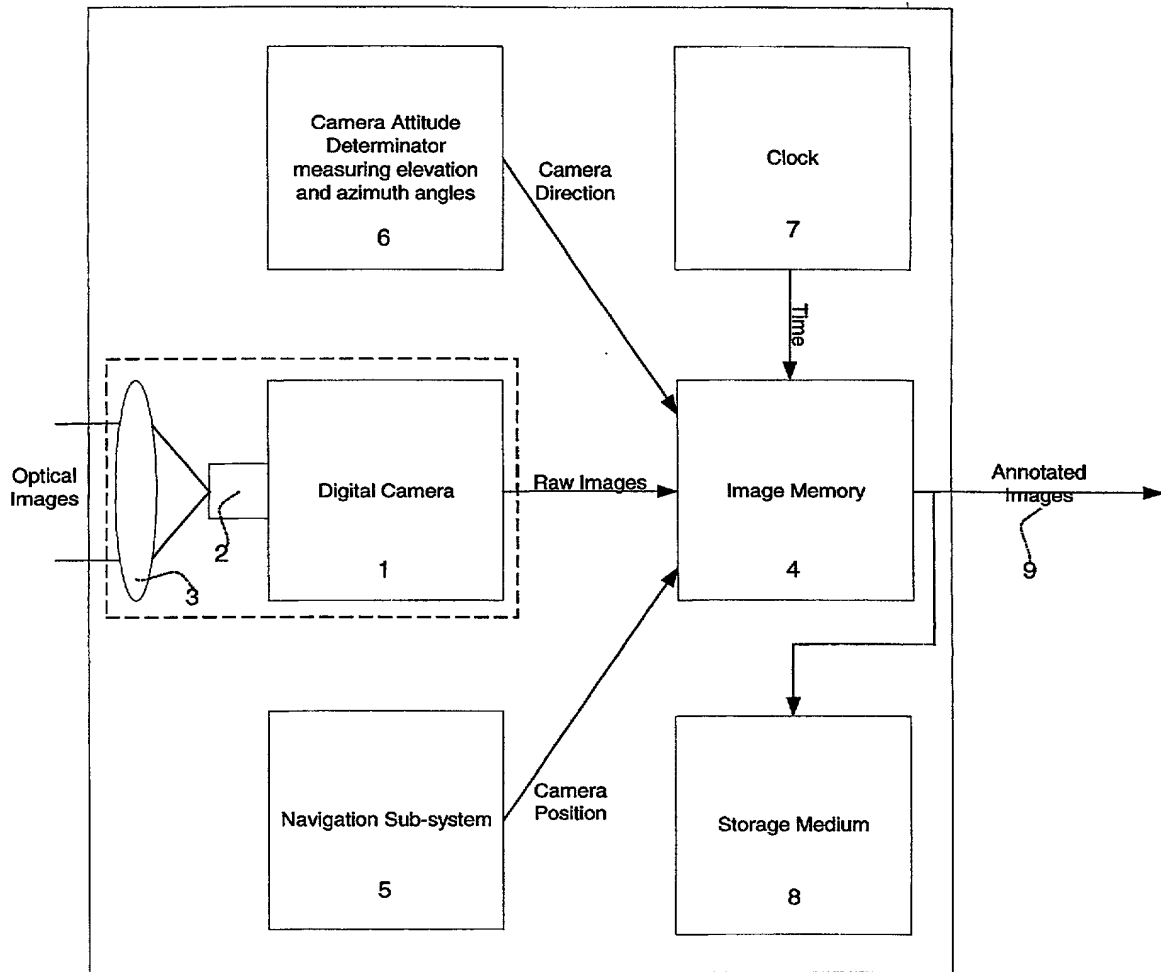 Camera Attitude
Determinator
measuring elevation
and azimuth angles
6
Camera
Direction
Clock
7
Time
Optical
Images
3
2
Digital Camera
1
Raw Images
Image Memory
4
Annotated
Images
9
Navigation Sub-system
5
Camera
Position
Storage Medium
8